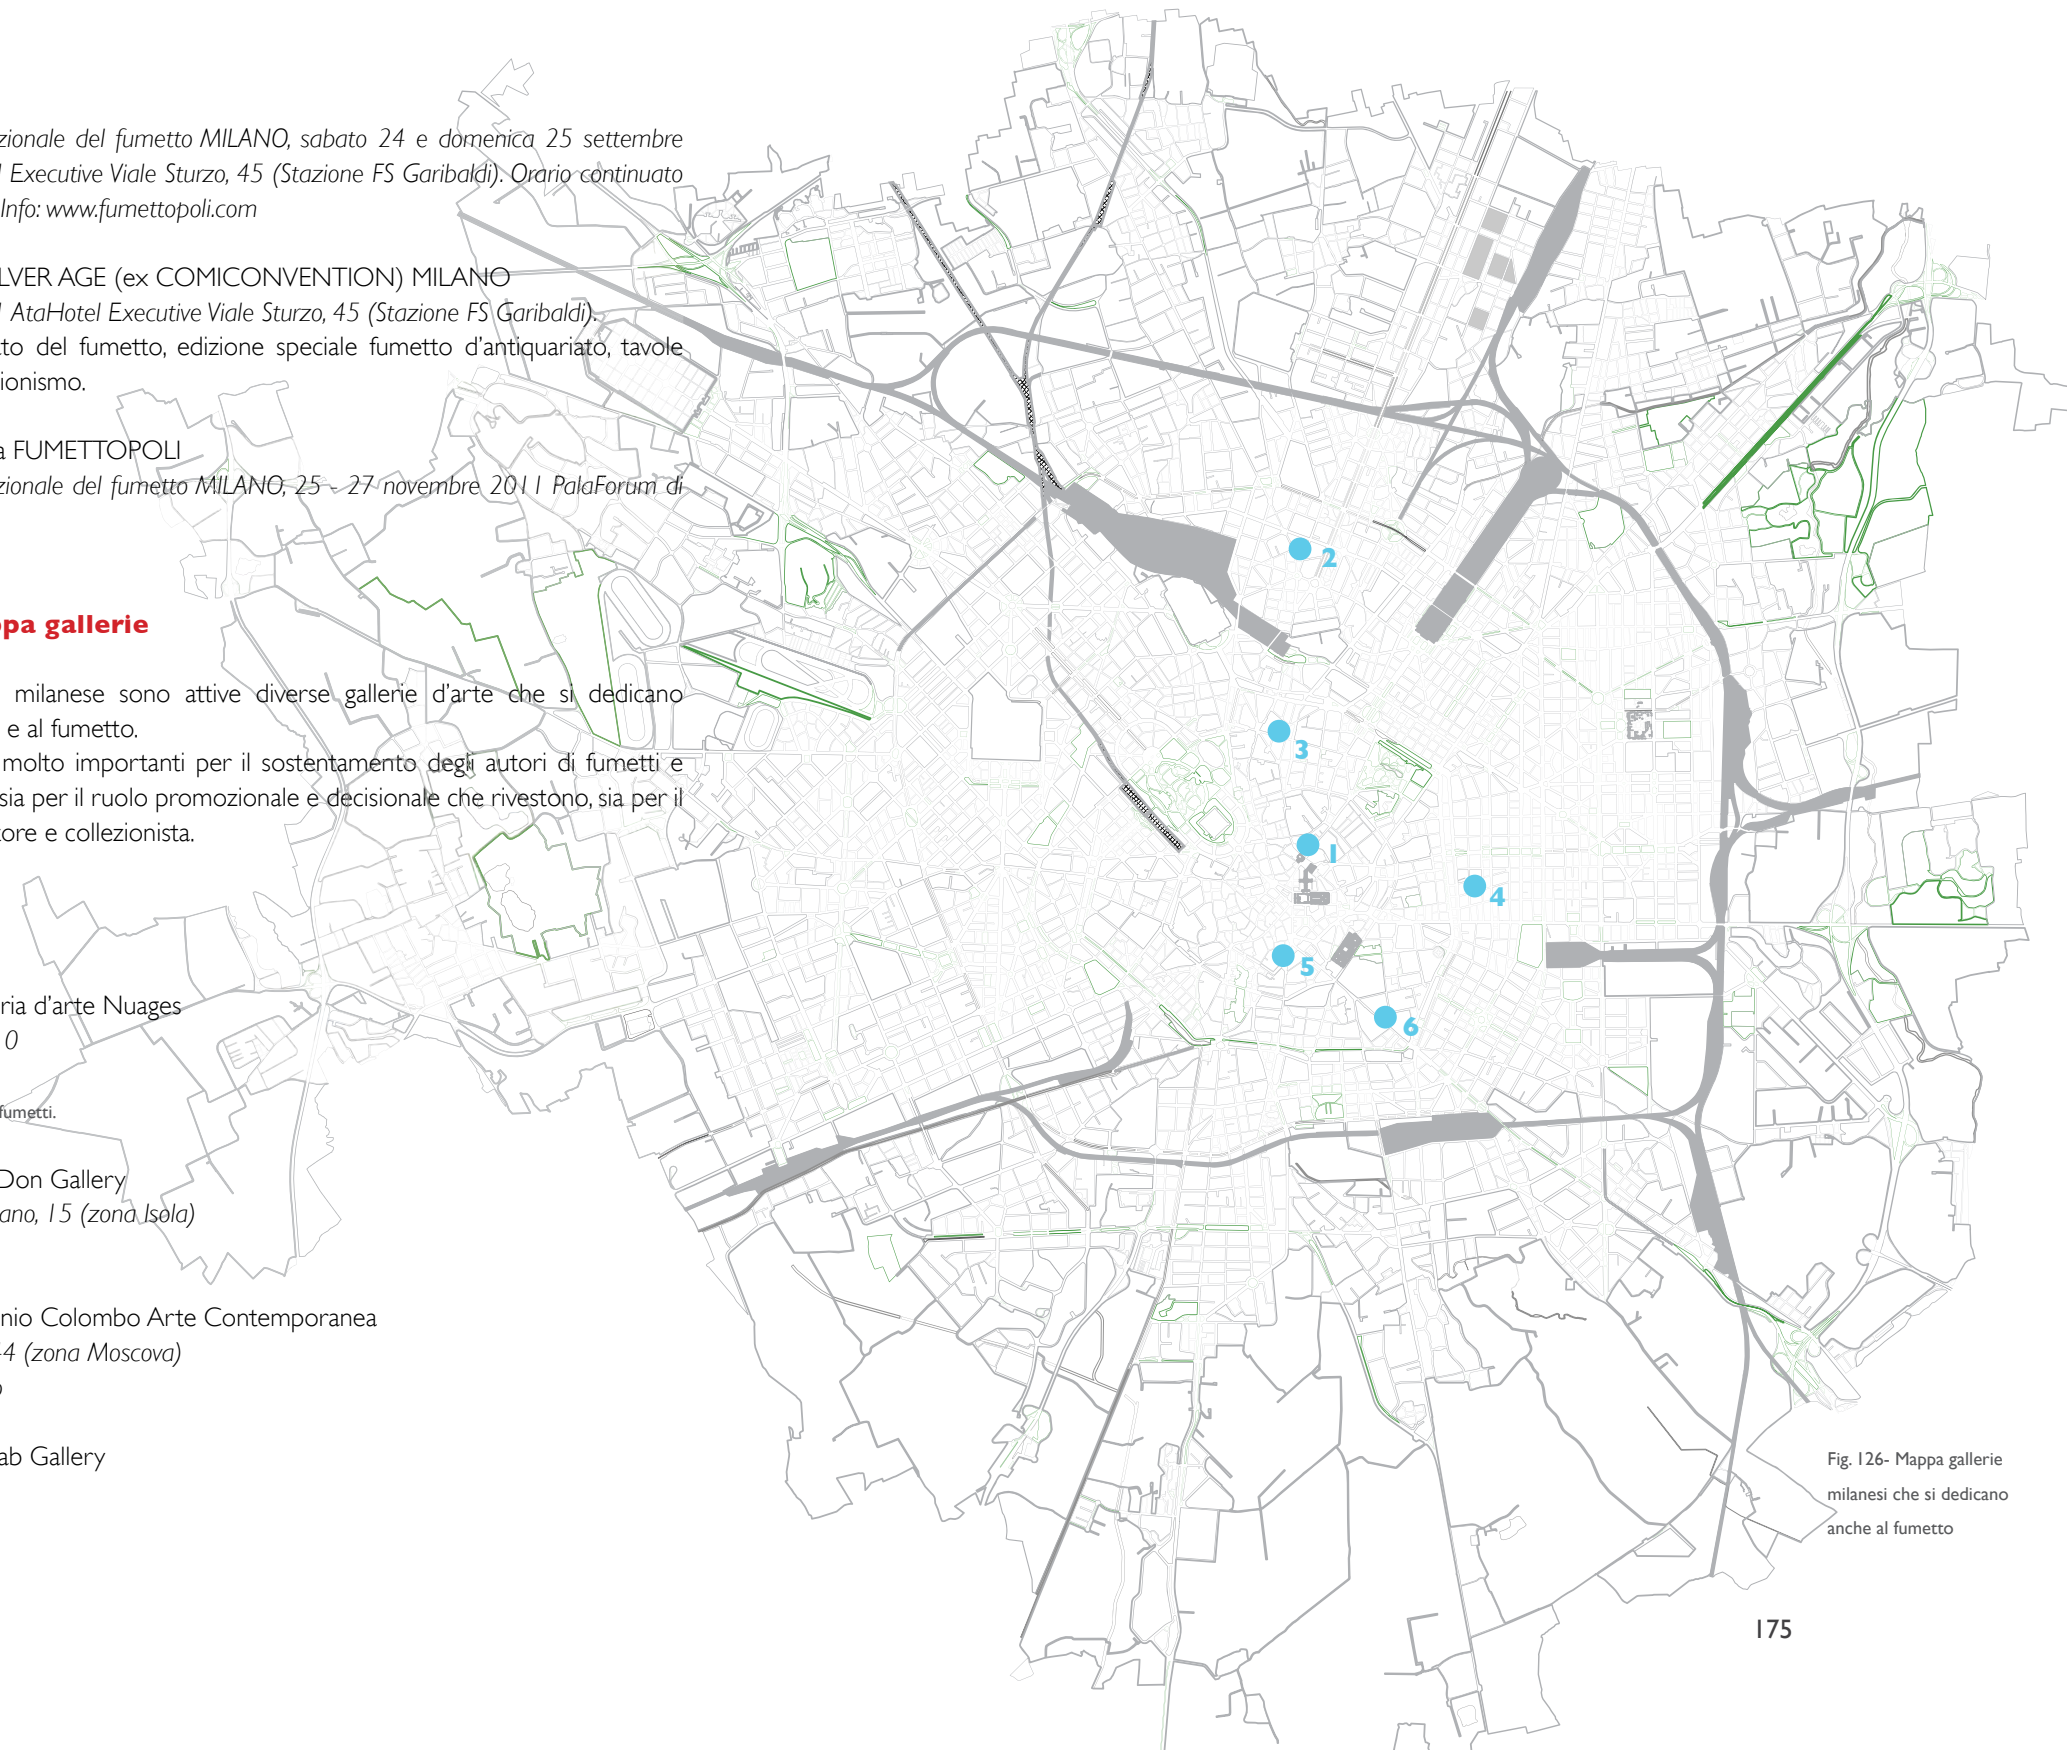 zionale del fumetto MILANO, sabato 24 e domenica 25 settembre
l Executive Viale Sturzo, 45 (Stazione FS Garibaldi). Orario continuato
Info: www.fumettopoli.com
LVER AGE (ex COMICONVENTION) MILANO
l AtaHotel Executive Viale Sturzo, 45 (Stazione FS Garibaldi).
to del fumetto, edizione speciale fumetto d'antiquariato, tavole
ionismo.
a FUMETTOPOLI
zionale del fumetto MILANO, 25 - 27 novembre 2011 PalaForum di
pa gallerie
milanese sono attive diverse gallerie d'arte che si dedicano
e al fumetto.
molto importanti per il sostentamento degli autori di fumetti e
sia per il ruolo promozionale e decisionale che rivestono, sia per il
tore e collezionista.
ria d'arte Nuages
0
fumetti.
Don Gallery
ano, 15 (zona Isola)
nio Colombo Arte Contemporanea
44 (zona Moscova)
o
ab Gallery
2
3
1
4
5
6
Fig. 126- Mappa gallerie
milanesi che si dedicano
anche al fumetto
175